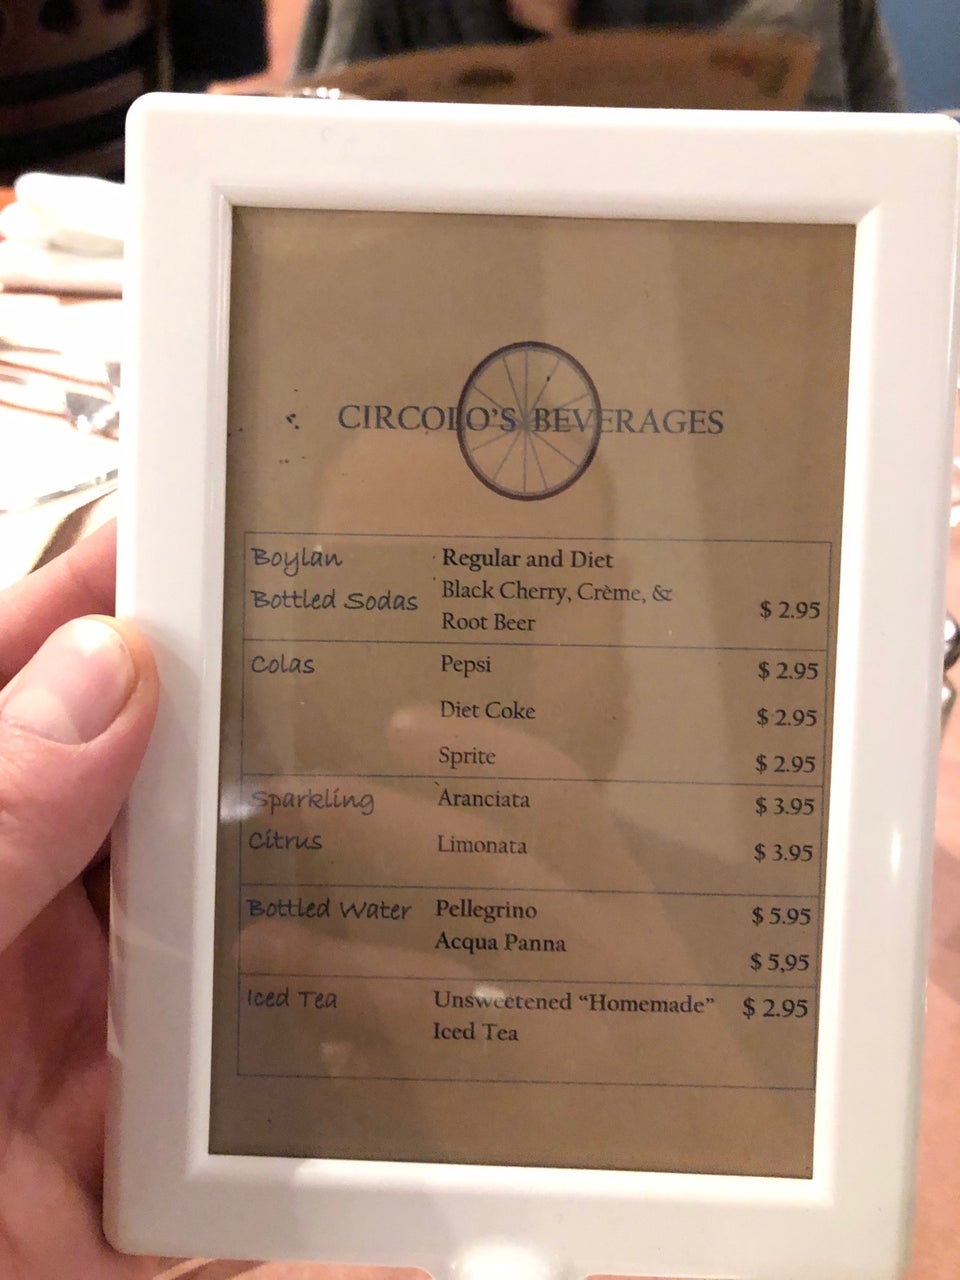 CIRCOLO'S BEVERAGES
Boylan
Bottled Sodas
Regular and Diet
Black Cherry, Crème, &
Root Beer
$ 2.95
Colas
Pepsi
$ 2.95
Diet Coke
$ 2.95
Sprite
$ 2.95
Sparkling
Citrus
Aranciata
$ 3.95
Limonata
$ 3.95
Bottled Water
Pellegrino
$ 5.95
Acqua Panna
$ 5,95
Iced Tea
Unsweetened “Homemade”
Iced Tea
$ 2.95